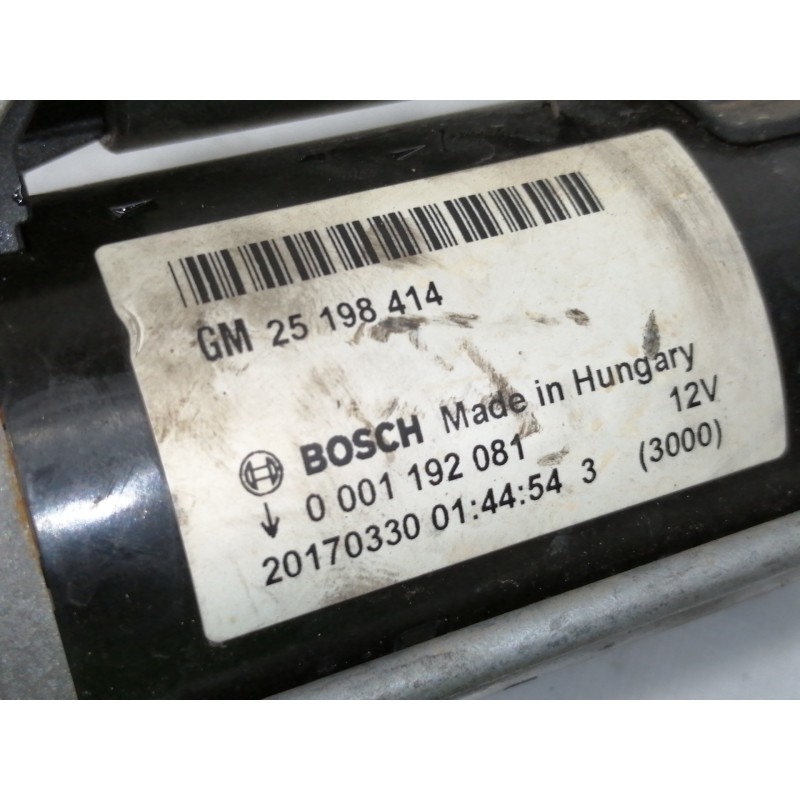 GM 25 198 414
BOSCH Made in Hungary
0 001 192 081 12V
20170330 01:44:54 3 (3000)